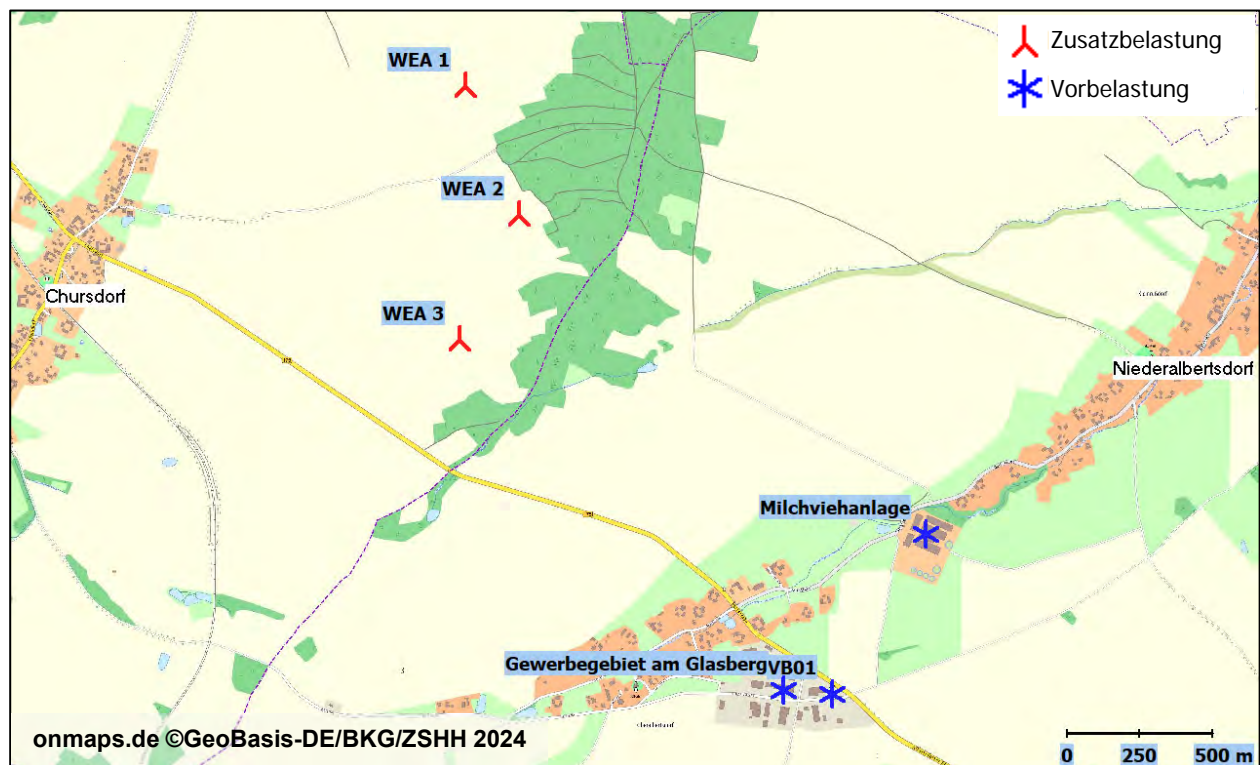 WEA 1
Zusatzbelastung
Vorbelastung
WEA 2
Chursdorf
WEA 3
Niederalbertsdorf
Milchviehanlage
Gewerbegebiet am Glasberg
VB01
onmaps.de ©GeoBasis-DE/BKG/ZSHH 2024
0 250 500 m